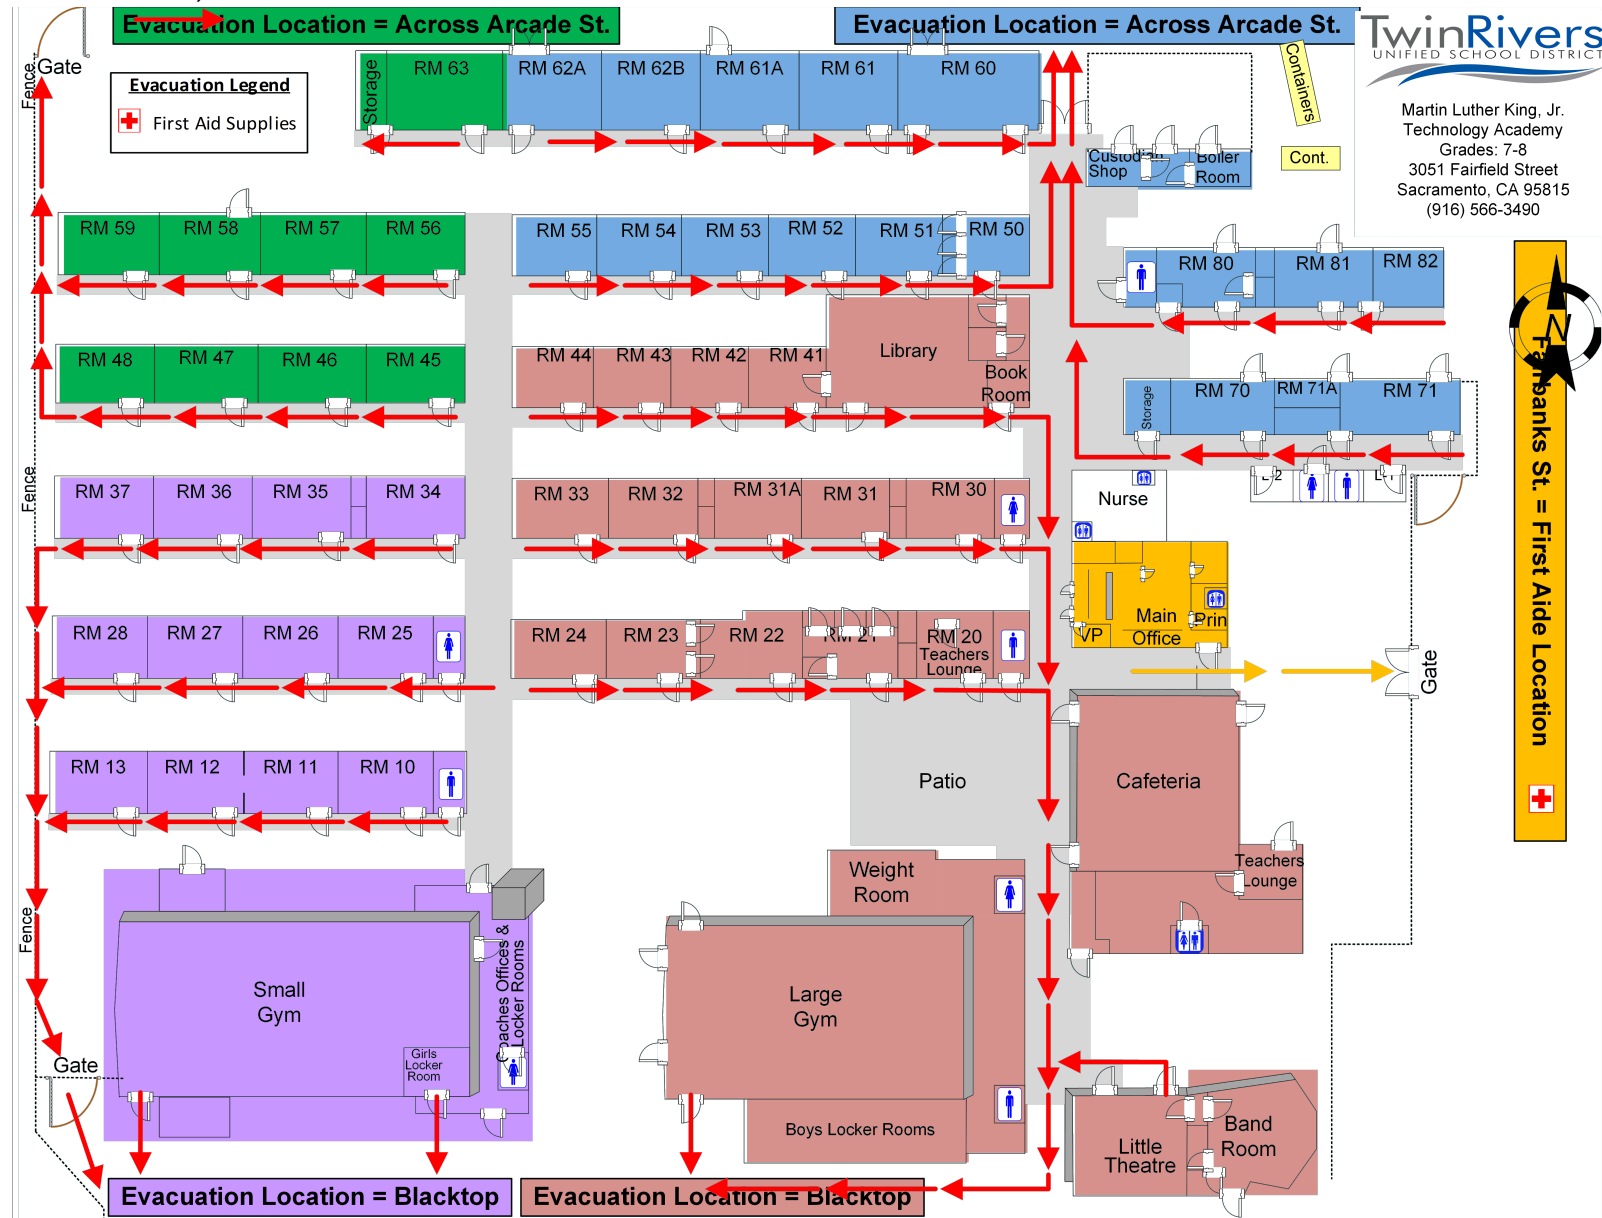 Evacuation Location = Across Arcade St.
Evacuation Location = Across Arcade St.
TwinRivers
UNIFIED SCHOOL DISTRICT
Martin Luther King, Jr.
Technology Academy
Grades: 7-8
3051 Fairfield Street
Sacramento, CA 95815
(916) 566-3490
Gate
Fence
Evacuation Legend
First Aid Supplies
Storage
RM 63
RM 62A
RM 62B
RM 61A
RM 61
RM 60
Containers
Cont.
Custodian
Shop
Boiler
Room
RM 59
RM 58
RM 57
RM 56
RM 55
RM 54
RM 53
RM 52
RM 51
RM 50
RM 80
RM 81
RM 82
N
RM 48
RM 47
RM 46
RM 45
RM 44
RM 43
RM 42
RM 41
Library
Book
Room
Storage
RM 70
RM 71A
RM 71
Fairbanks St. = First Aide Location
Fence
RM 37
RM 36
RM 35
RM 34
RM 33
RM 32
RM 31A
RM 31
RM 30
Nurse
L-2
L-1
Main
Office
VP
Prin
Gate
RM 28
RM 27
RM 26
RM 25
RM 24
RM 23
RM 22
RM 21
RM 20
Teachers
Lounge
RM 13
RM 12
RM 11
RM 10
Patio
Cafeteria
Teachers
Lounge
Weight
Room
Fence
Small
Gym
Coaches Offices &
Locker Rooms
Girls
Locker
Room
Large
Gym
Boys Locker Rooms
Gate
Little
Theatre
Band
Room
Evacuation Location = Blacktop
Evacuation Location = Blacktop